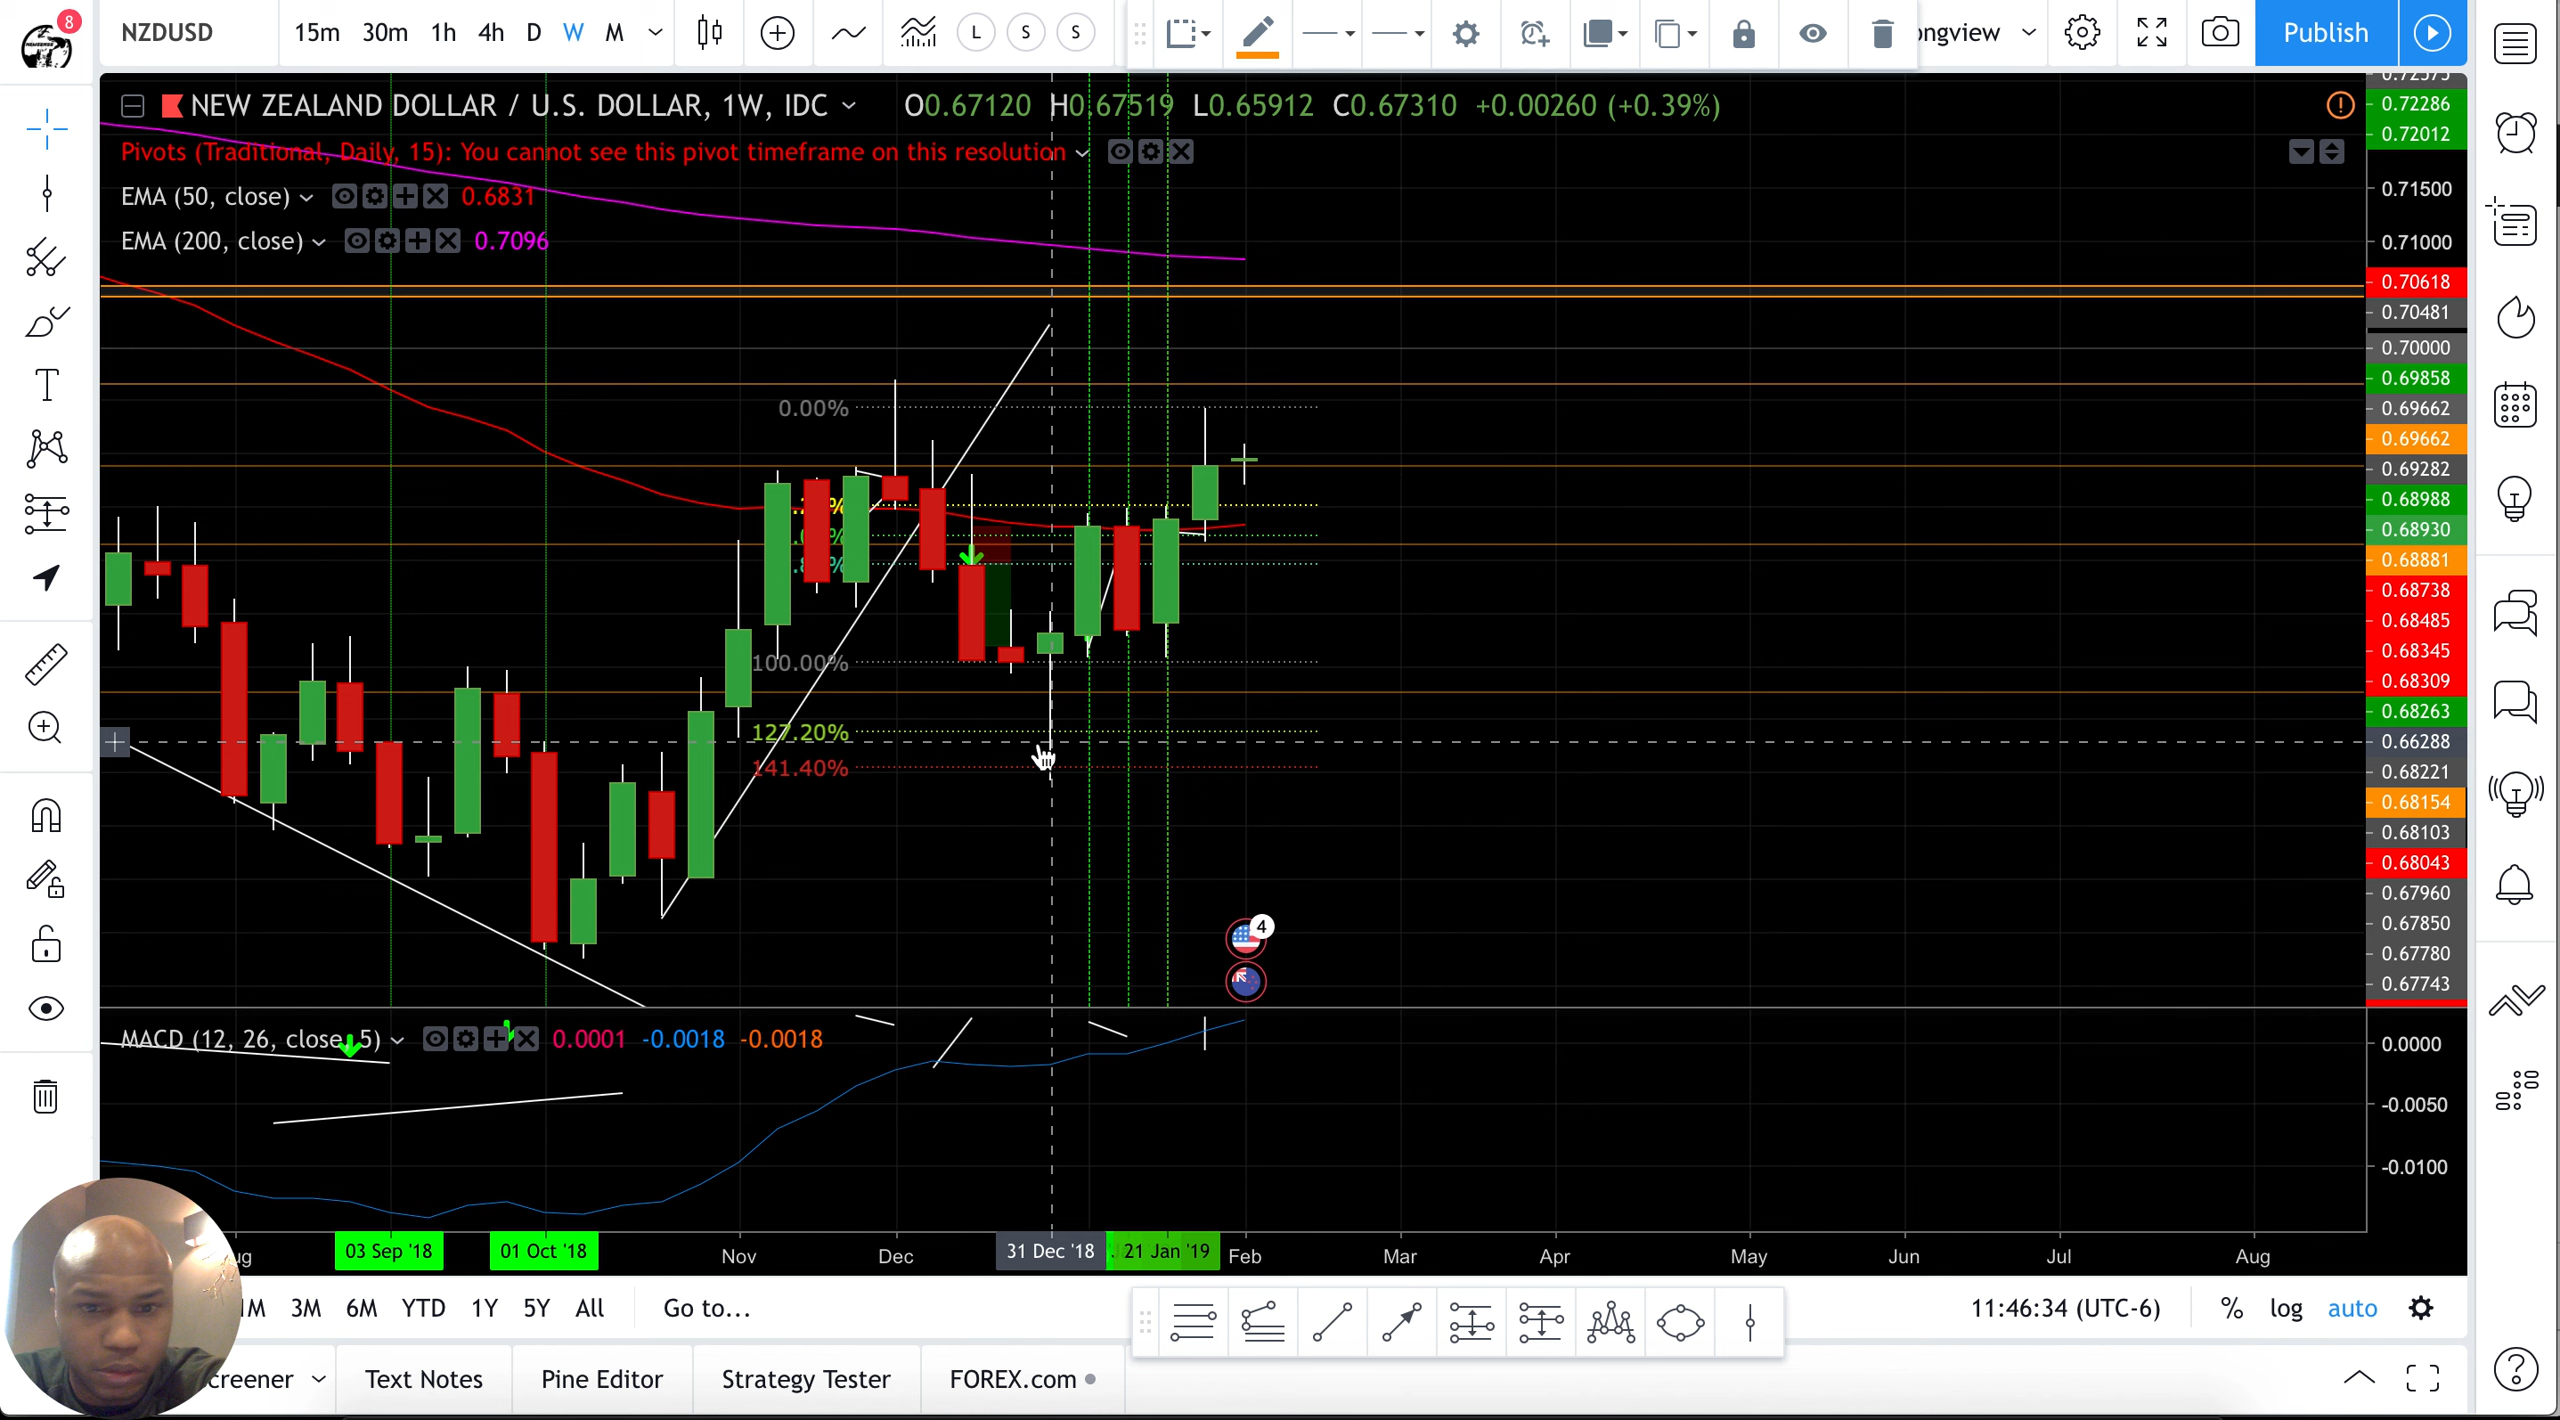 8
NZDUSD
15m 30m 1h 4h D W M
L S S
ongview
Publish
NEW ZEALAND DOLLAR / U.S. DOLLAR, 1W, IDC O0.67120 H0.67519 L0.65912 C0.67310 +0.00260 (+0.39%)
Pivots (Traditional, Daily, 15): You cannot see this pivot timeframe on this resolution
EMA (50, close) 0.6831
EMA (200, close) 0.7096
0.72575
0.72286
0.72012
0.71500
0.71000
0.70618
0.70481
0.70000
0.69858
0.69662
0.69662
0.69282
0.68988
0.68930
0.68881
0.68738
0.68485
0.68345
0.68309
0.68263
0.66288
0.68221
0.68154
0.68103
0.68043
0.67960
0.67850
0.67780
0.67743
0.00%
100.00%
127.20%
141.40%
4
MACD (12, 26, close, 5) 0.0001 -0.0018 -0.0018
0.0000
-0.0050
-0.0100
ug 03 Sep '18 01 Oct '18 Nov Dec 31 Dec '18 21 Jan '19 Feb Mar Apr May Jun Jul Aug
1M 3M 6M YTD 1Y 5Y All Go to...
11:46:34 (UTC-6) % log auto
creener Text Notes Pine Editor Strategy Tester FOREX.com